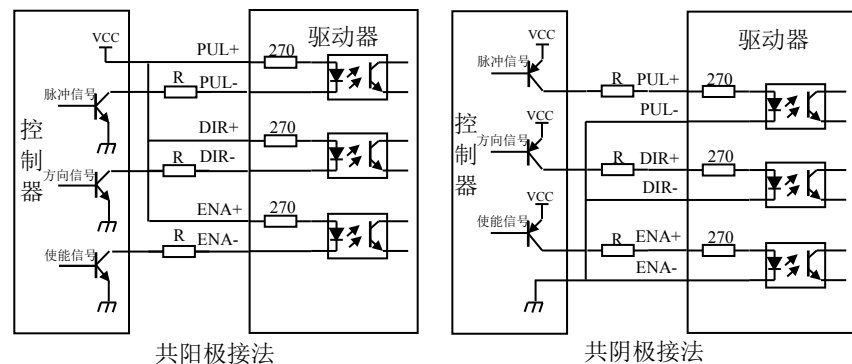 VCC
PUL+
270
驱动器
脉冲信号
R
PUL-
控制器
DIR+
270
方向信号
R
DIR-
ENA+
270
使能信号
R
ENA-
共阳极接法
VCC
驱动器
脉冲信号
R
PUL+
270
PUL-
控制器
VCC
方向信号
R
DIR+
270
DIR-
VCC
使能信号
R
ENA+
270
ENA-
共阴极接法